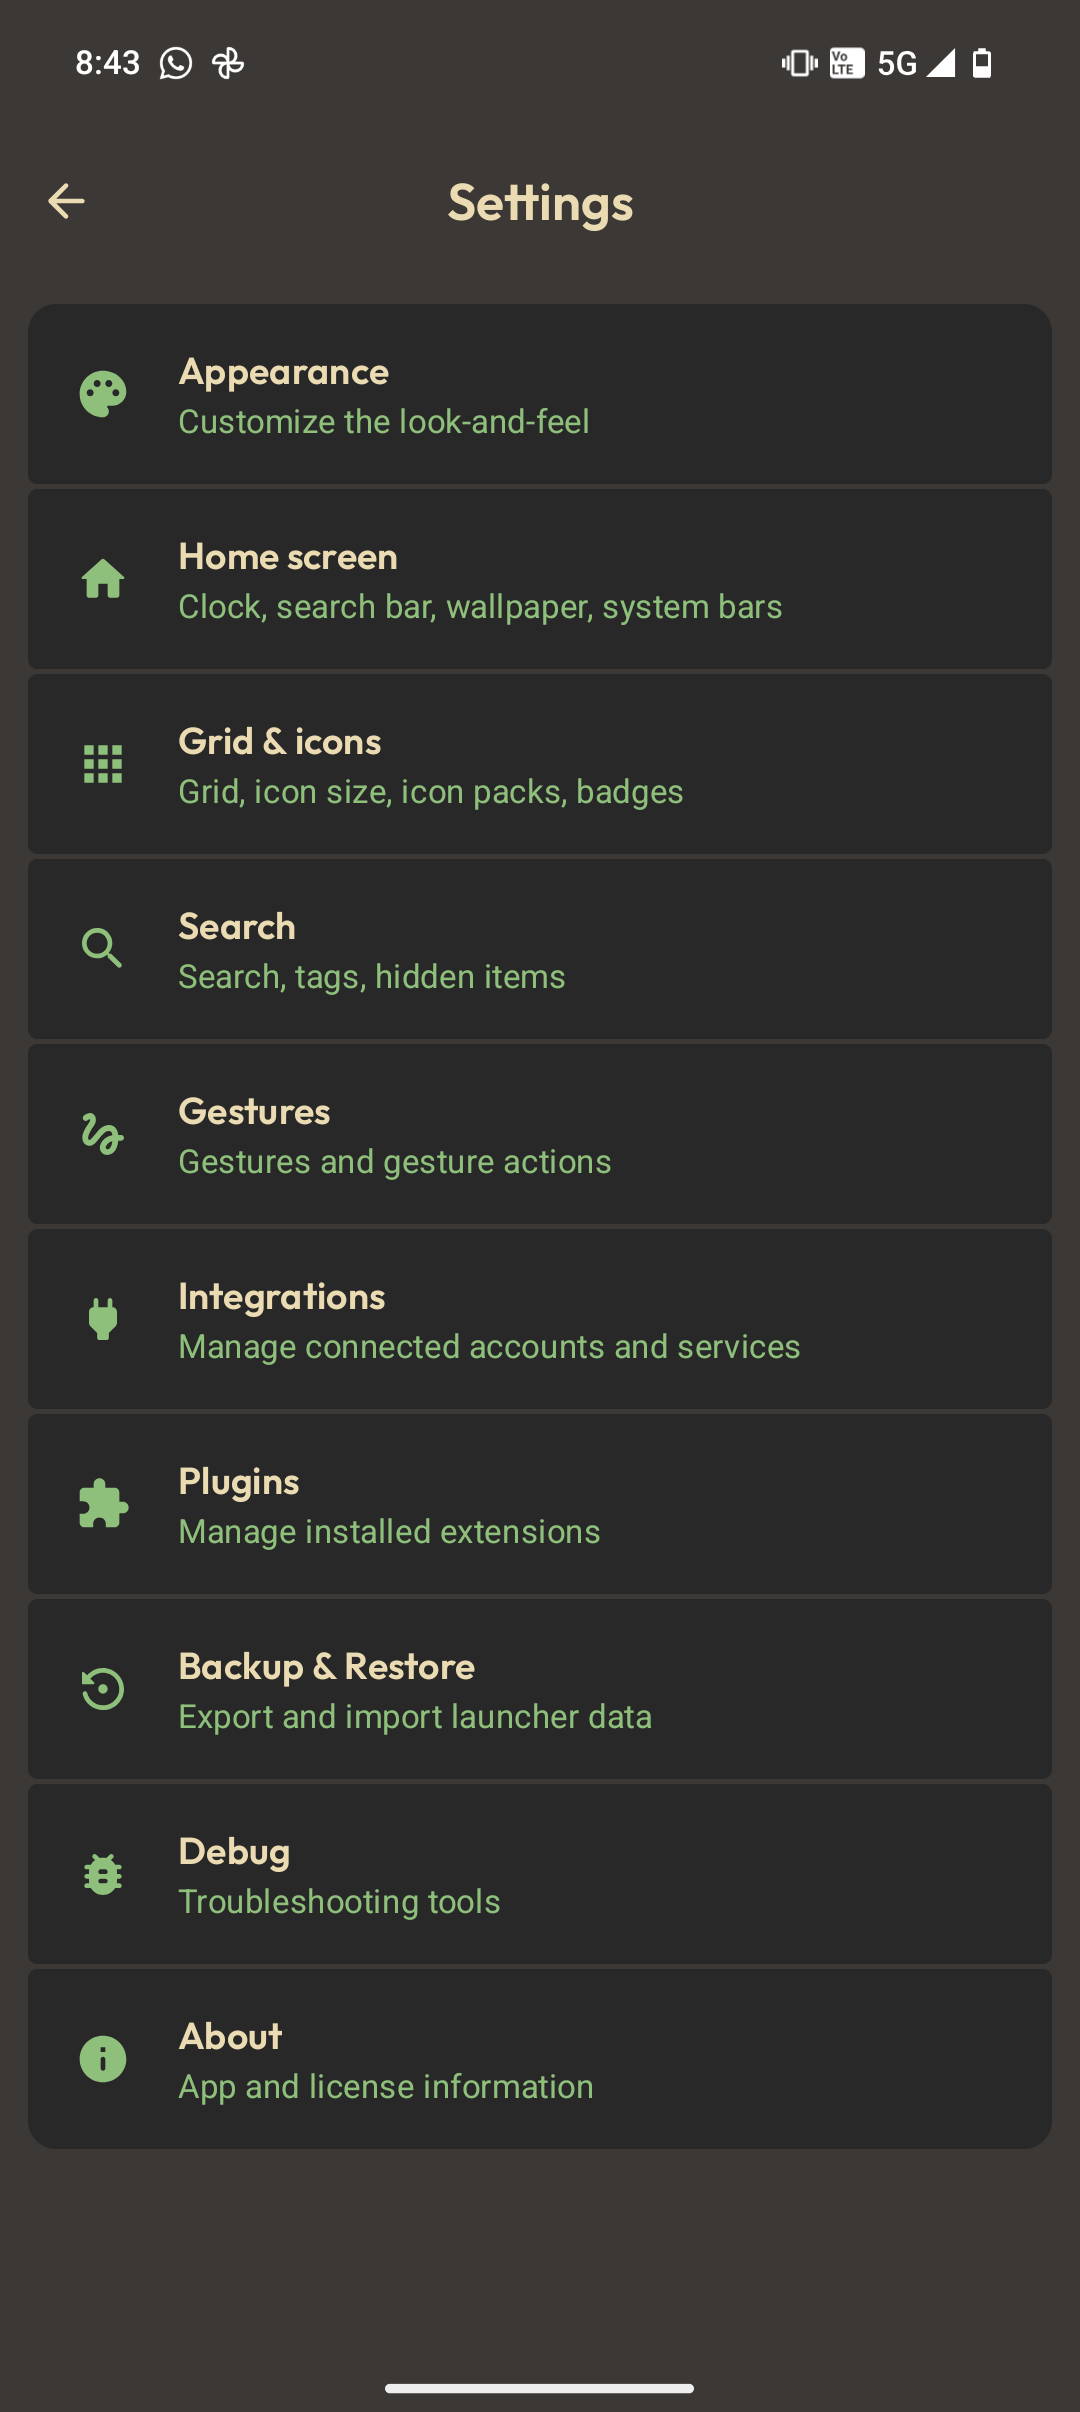 8:43 Vo LTE 5G
Settings
Appearance
Customize the look-and-feel
Home screen
Clock, search bar, wallpaper, system bars
Grid & icons
Grid, icon size, icon packs, badges
Search
Search, tags, hidden items
Gestures
Gestures and gesture actions
Integrations
Manage connected accounts and services
Plugins
Manage installed extensions
Backup & Restore
Export and import launcher data
Debug
Troubleshooting tools
About
App and license information